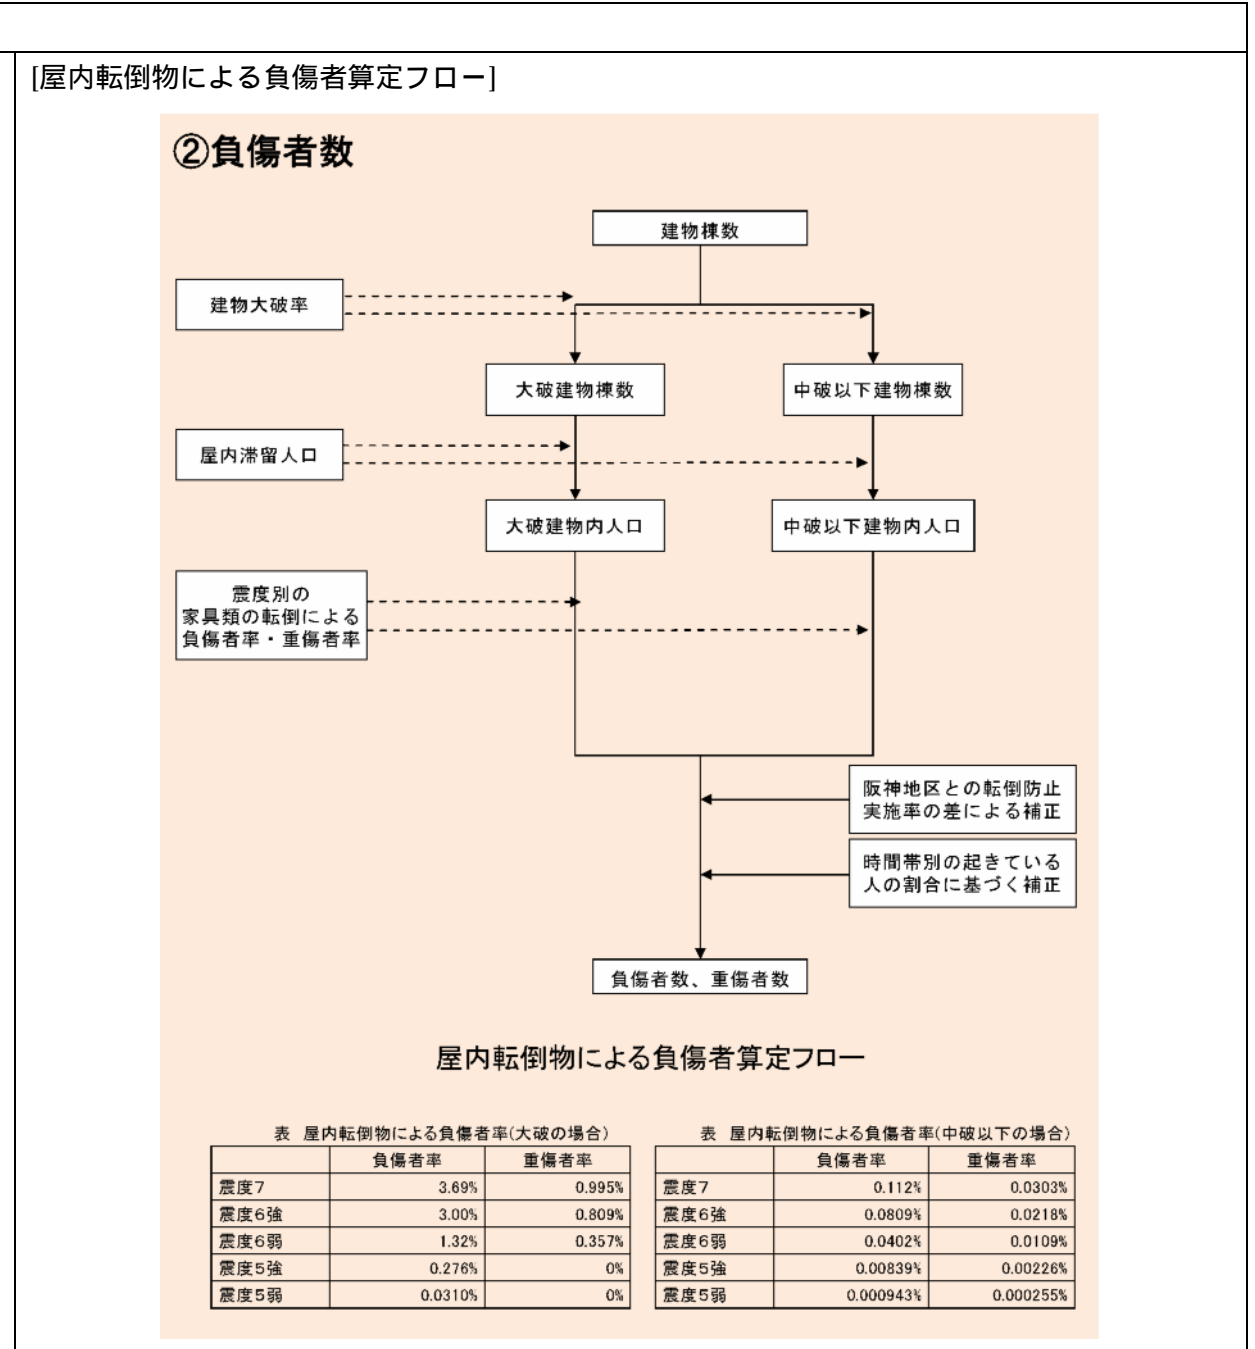 [屋内転倒物による負傷者算定フロー]
②負傷者数
建物棟数
建物大破率
大破建物棟数
中破以下建物棟数
屋内滞留人口
大破建物内人口
中破以下建物内人口
震度別の
家具類の転倒による
負傷者率・重傷者率
阪神地区との転倒防止
実施率の差による補正
時間帯別の起きている
人の割合に基づく補正
負傷者数、重傷者数
屋内転倒物による負傷者算定フロー
表 屋内転倒物による負傷者率(大破の場合)
負傷者率 重傷者率
震度7 3.69% 0.995%
震度6強 3.00% 0.809%
震度6弱 1.32% 0.357%
震度5強 0.276% 0%
震度5弱 0.0310% 0%
表 屋内転倒物による負傷者率(中破以下の場合)
負傷者率 重傷者率
震度7 0.112% 0.0303%
震度6強 0.0809% 0.0218%
震度6弱 0.0402% 0.0109%
震度5強 0.00839% 0.00226%
震度5弱 0.000943% 0.000255%